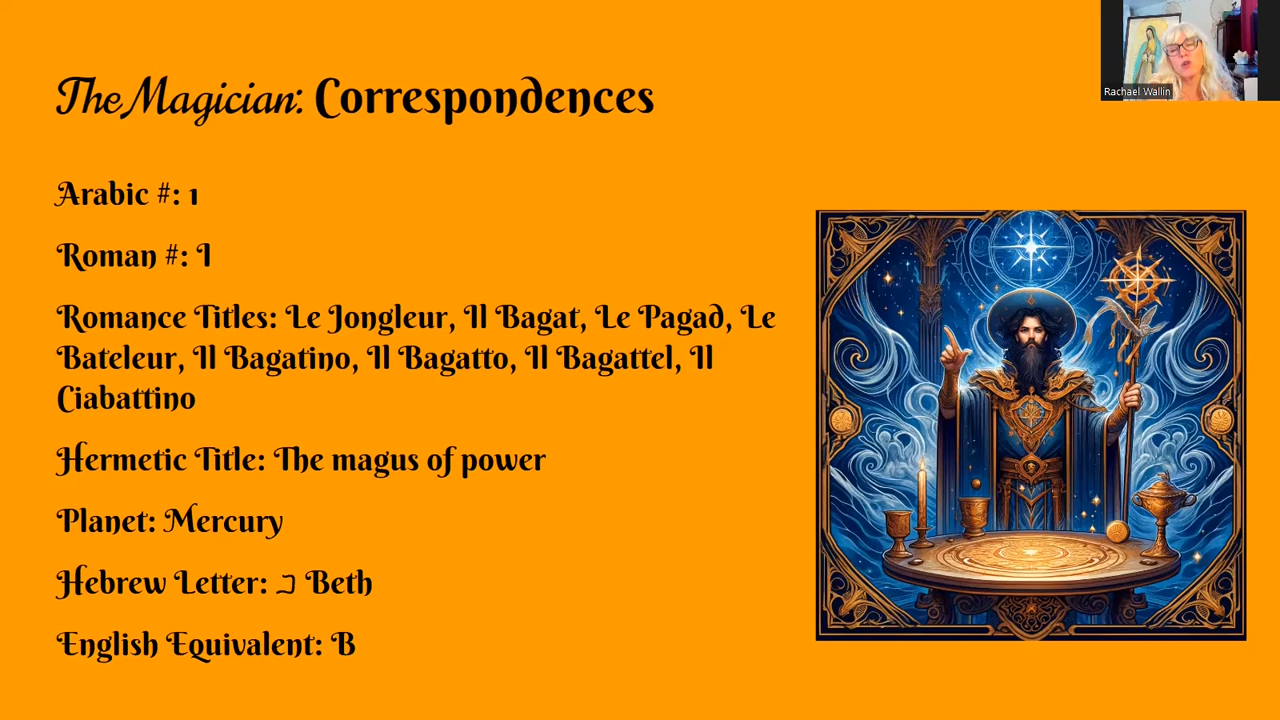 The Magician: Correspondences
Rachael Wallin
Arabic #: 1
Roman #: I
Romance Titles: Le Jongleur, Il Bagat, Le Pagad, Le
Bateleur, Il Bagatino, Il Bagatto, Il Bagattel, Il
Ciabattino
Hermetic Title: The magus of power
Planet: Mercury
Hebrew Letter: ב Beth
English Equivalent: B